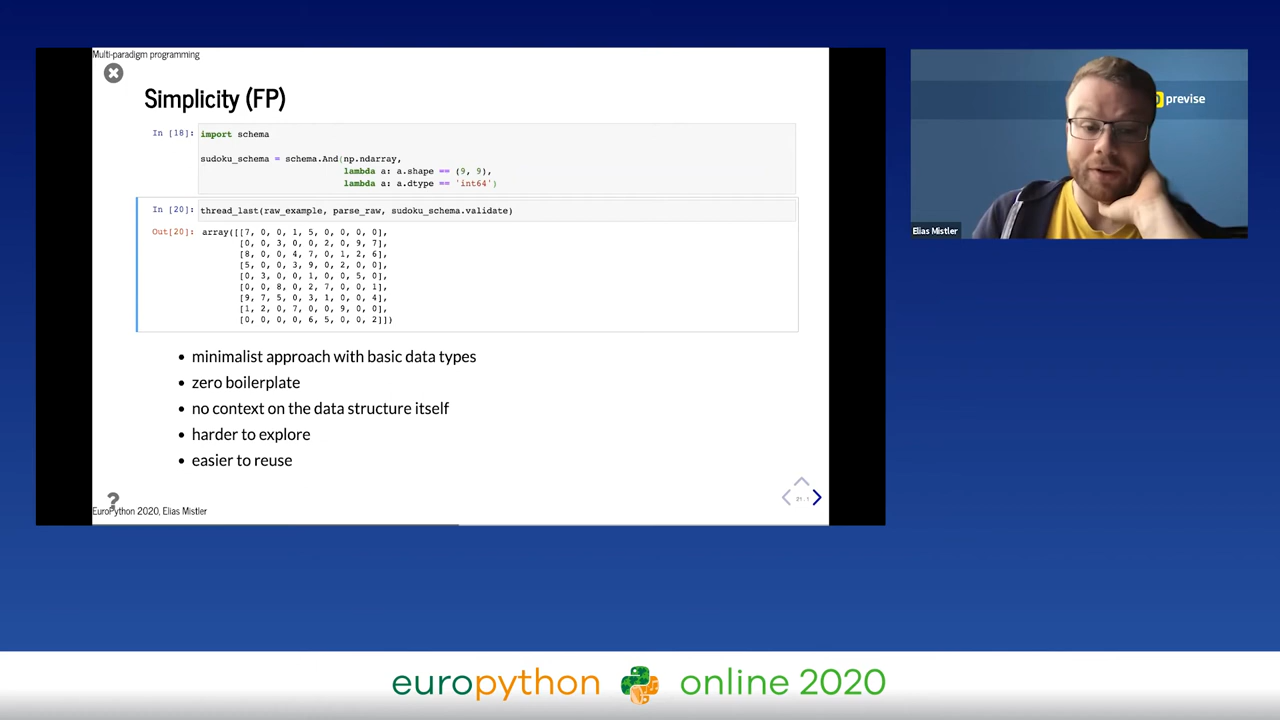 Multi-paradigm programming
Simplicity (FP)
In [18]:
import schema
sudoku_schema = schema.And(np.ndarray,
lambda a: a.shape == (9, 9),
lambda a: a.dtype == 'int64')
In [20]:
thread_last(raw_example, parse_raw, sudoku_schema.validate)
Out[20]:
array([[7, 0, 0, 1, 5, 0, 0, 0, 0],
[0, 0, 3, 0, 0, 2, 0, 9, 7],
[8, 0, 0, 4, 7, 0, 1, 2, 6],
[5, 0, 0, 3, 9, 0, 2, 0, 0],
[0, 3, 0, 0, 1, 0, 0, 5, 0],
[0, 0, 8, 0, 2, 7, 0, 0, 1],
[9, 7, 5, 0, 3, 1, 0, 0, 4],
[1, 2, 0, 7, 0, 0, 9, 0, 0],
[0, 0, 0, 0, 6, 5, 0, 0, 2]])
• minimalist approach with basic data types
• zero boilerplate
• no context on the data structure itself
• harder to explore
• easier to reuse
?
21.1
EuroPython 2020, Elias Mistler
previse
Elias Mistler
europython online 2020